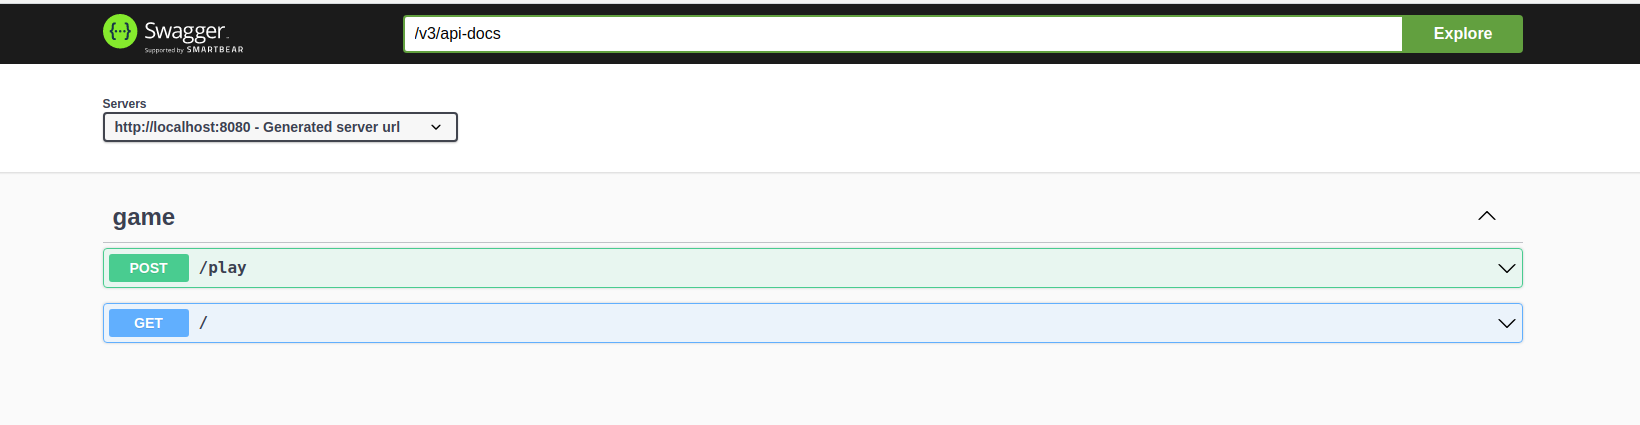 {···} Swagger
Supported by SMARTBEAR
/v3/api-docs
Explore
Servers
http://localhost:8080 - Generated server url
game
POST /play
GET /